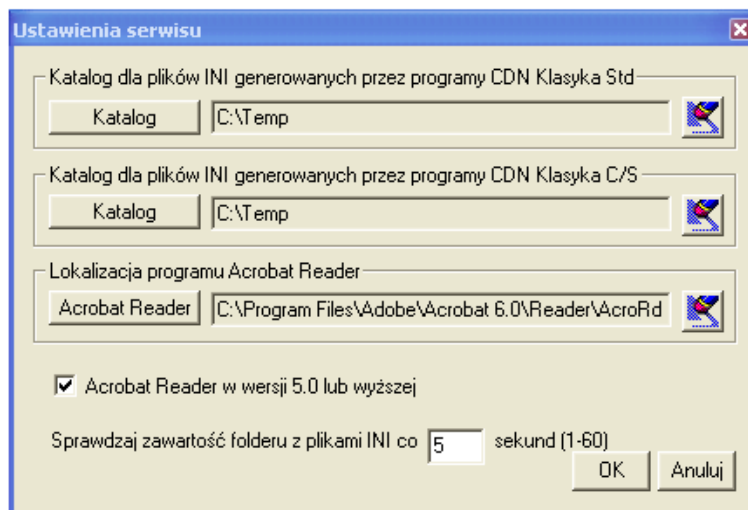 Ustawienia serwisu
Katalog dla plików INI generowanych przez programy CDN Klasyka Std
Katalog C:\Temp
Katalog dla plików INI generowanych przez programy CDN Klasyka C/S
Katalog C:\Temp
Lokalizacja programu Acrobat Reader
Acrobat Reader C:\Program Files\Adobe\Acrobat 6.0\Reader\AcroRd
Acrobat Reader w wersji 5.0 lub wyższej
Sprawdzaj zawartość folderu z plikami INI co 5 sekund (1-60)
OK Anuluj